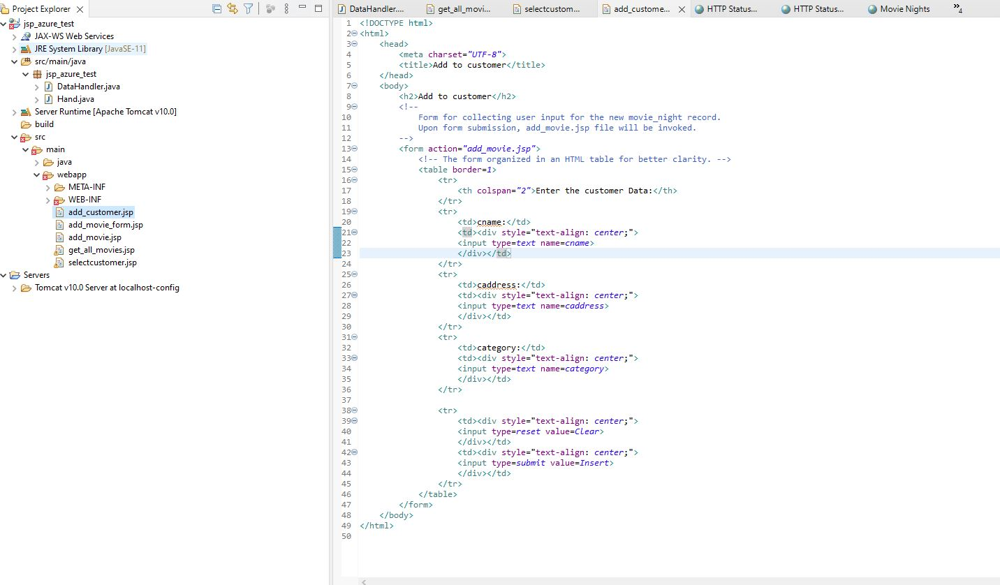 Project Explorer
jsp_azure_test
JAX-WS Web Services
JRE System Library [JavaSE-11]
src/main/java
jsp_azure_test
DataHandler.java
Hand.java
Server Runtime [Apache Tomcat v10.0]
build
src
main
java
webapp
META-INF
WEB-INF
add_customer.jsp
add_movie_form.jsp
add_movie.jsp
get_all_movies.jsp
selectcustomer.jsp
Servers
Tomcat v10.0 Server at localhost-config
DataHandler.... get_all_movi... selectcustom... add_custome... HTTP Status... HTTP Status... Movie Nights »4
1 <!DOCTYPE html>
2 <html>
3 <head>
4 <meta charset="UTF-8">
5 <title>Add to customer</title>
6 </head>
7 <body>
8 <h2>Add to customer</h2>
9 <!--
10 Form for collecting user input for the new movie_night record.
11 Upon form submission, add_movie.jsp file will be invoked.
12 -->
13 <form action="add_movie.jsp">
14 <!-- The form organized in an HTML table for better clarity. -->
15 <table border=1>
16 <tr>
17 <th colspan="2">Enter the customer Data:</th>
18 </tr>
19 <tr>
20 <td>cname:</td>
21 <td><div style="text-align: center;">
22 <input type=text name=cname>
23 </div></td>
24 </tr>
25 <tr>
26 <td>caddress:</td>
27 <td><div style="text-align: center;">
28 <input type=text name=caddress>
29 </div></td>
30 </tr>
31 <tr>
32 <td>category:</td>
33 <td><div style="text-align: center;">
34 <input type=text name=category>
35 </div></td>
36 </tr>
37
38 <tr>
39 <td><div style="text-align: center;">
40 <input type=reset value=Clear>
41 </div></td>
42 <td><div style="text-align: center;">
43 <input type=submit value=Insert>
44 </div></td>
45 </tr>
46 </table>
47 </form>
48 </body>
49 </html>
50